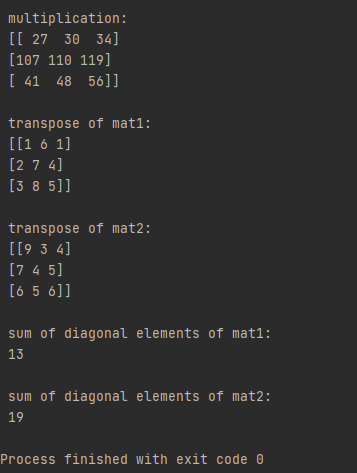 multiplication:
[[ 27  30  34]
[107 110 119]
[ 41  48  56]]
transpose of mat1:
[[1 6 1]
[2 7 4]
[3 8 5]]
transpose of mat2:
[[9 3 4]
[7 4 5]
[6 5 6]]
sum of diagonal elements of mat1:
13
sum of diagonal elements of mat2:
19
Process finished with exit code 0